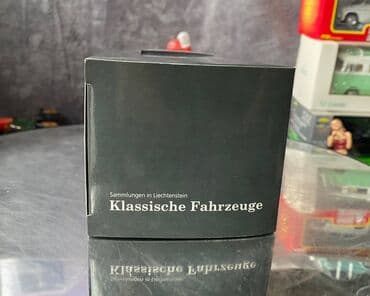 Sammlungen in Liechtenstein
Klassische Fahrzeuge